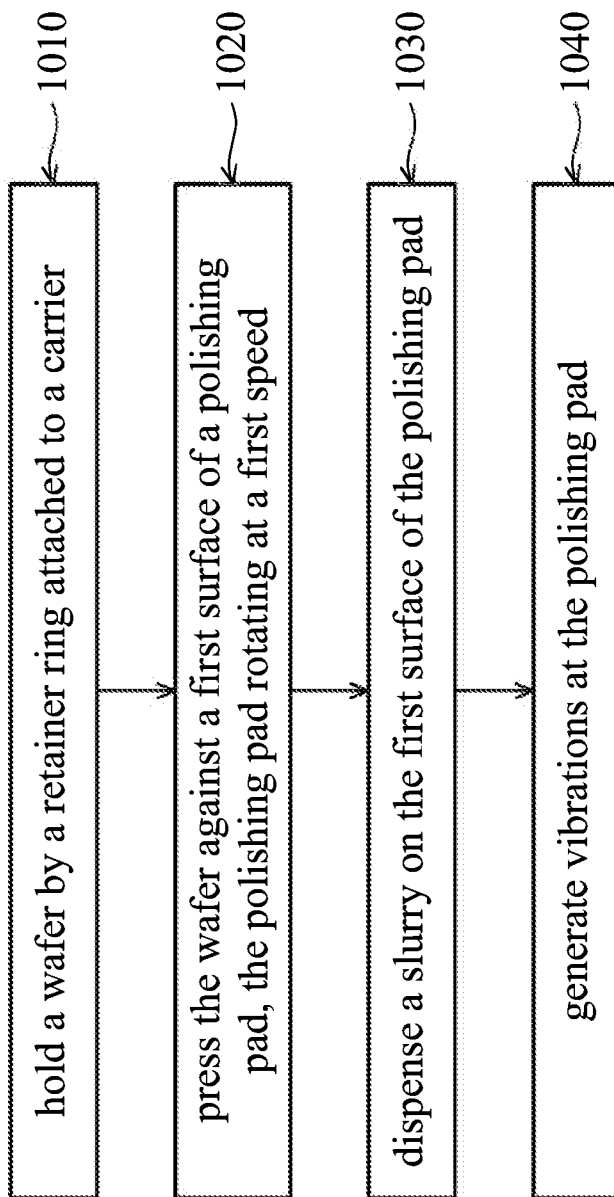 hold a wafer by a retainer ring attached to a carrier
1010
press the wafer against a first surface of a polishing
pad, the polishing pad rotating at a first speed
1020
dispense a slurry on the first surface of the polishing pad
1030
generate vibrations at the polishing pad
1040